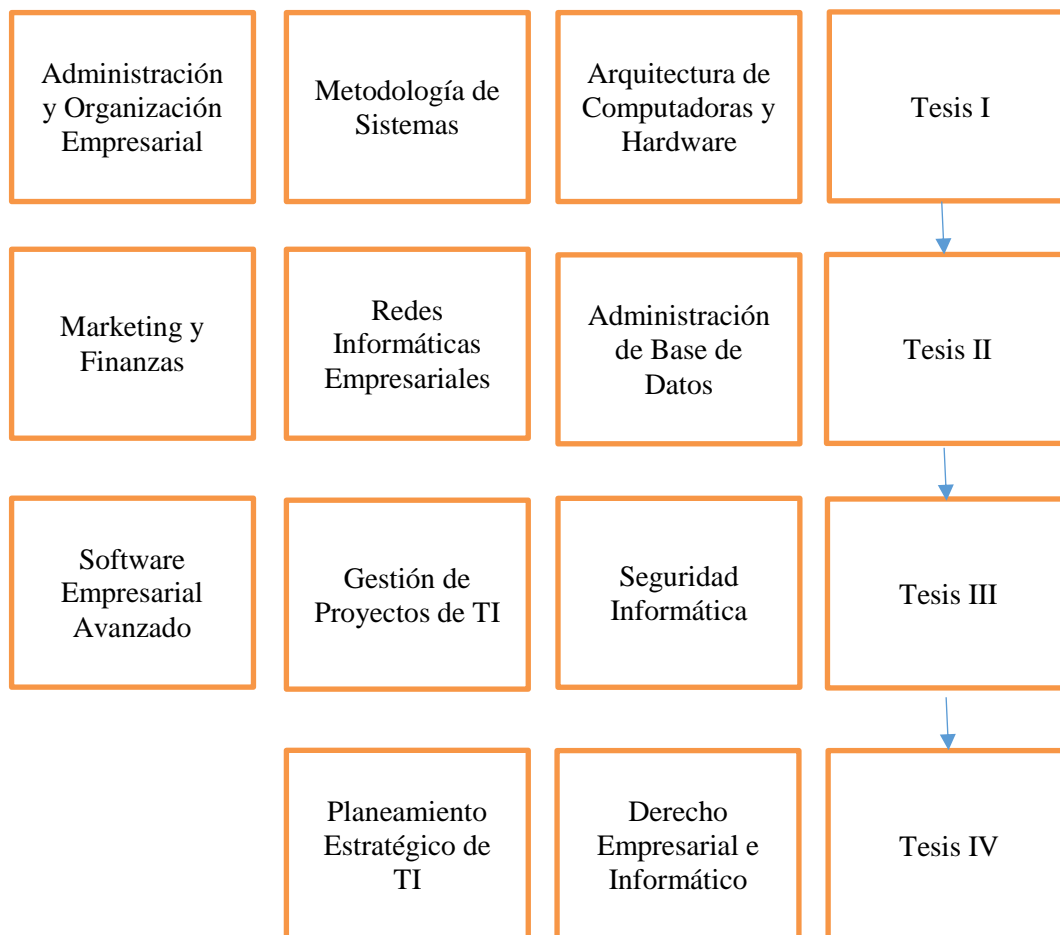 Administración
y Organización
Empresarial
Metodología de
Sistemas
Arquitectura de
Computadoras y
Hardware
Tesis I
Marketing y
Finanzas
Redes
Informáticas
Empresariales
Administración
de Base de
Datos
Tesis II
Software
Empresarial
Avanzado
Gestión de
Proyectos de TI
Seguridad
Informática
Tesis III
Planeamiento
Estratégico de
TI
Derecho
Empresarial e
Informático
Tesis IV